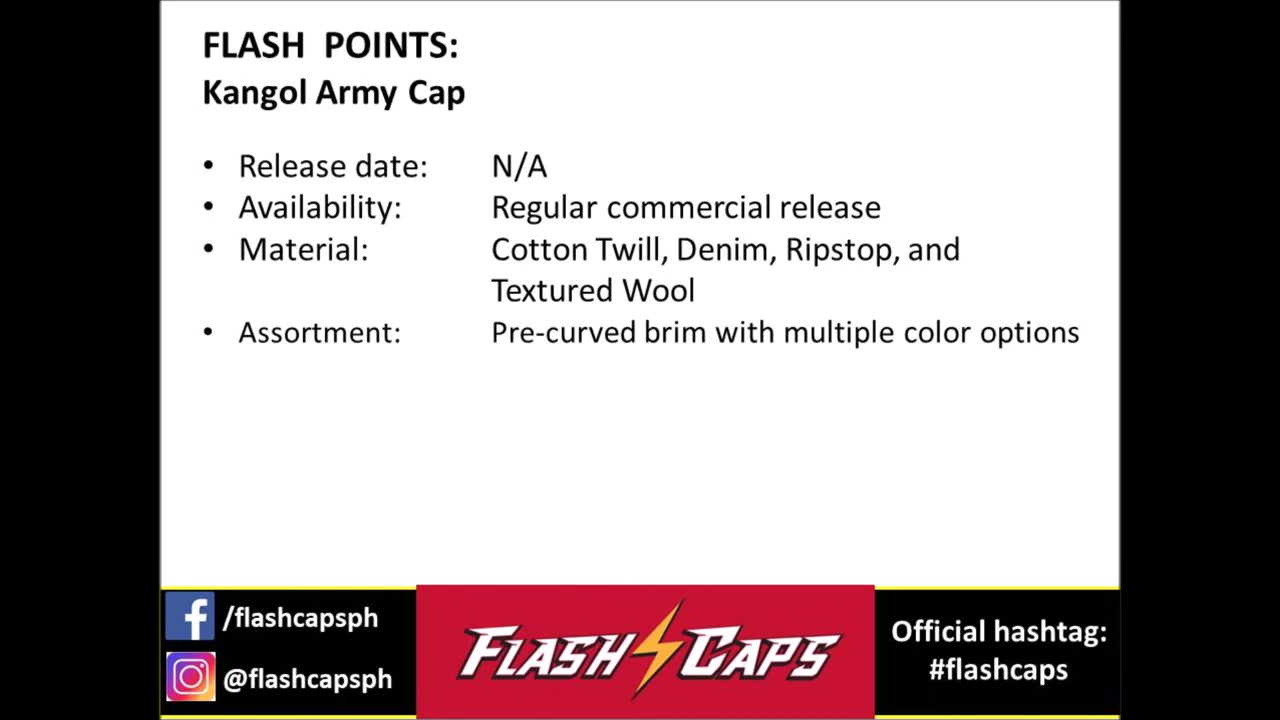 FLASH POINTS:
Kangol Army Cap
• Release date: N/A
• Availability: Regular commercial release
• Material: Cotton Twill, Denim, Ripstop, and
Textured Wool
• Assortment: Pre-curved brim with multiple color options
/flashcapsph
@flashcapsph
FLASH CAPS
Official hashtag:
#flashcaps